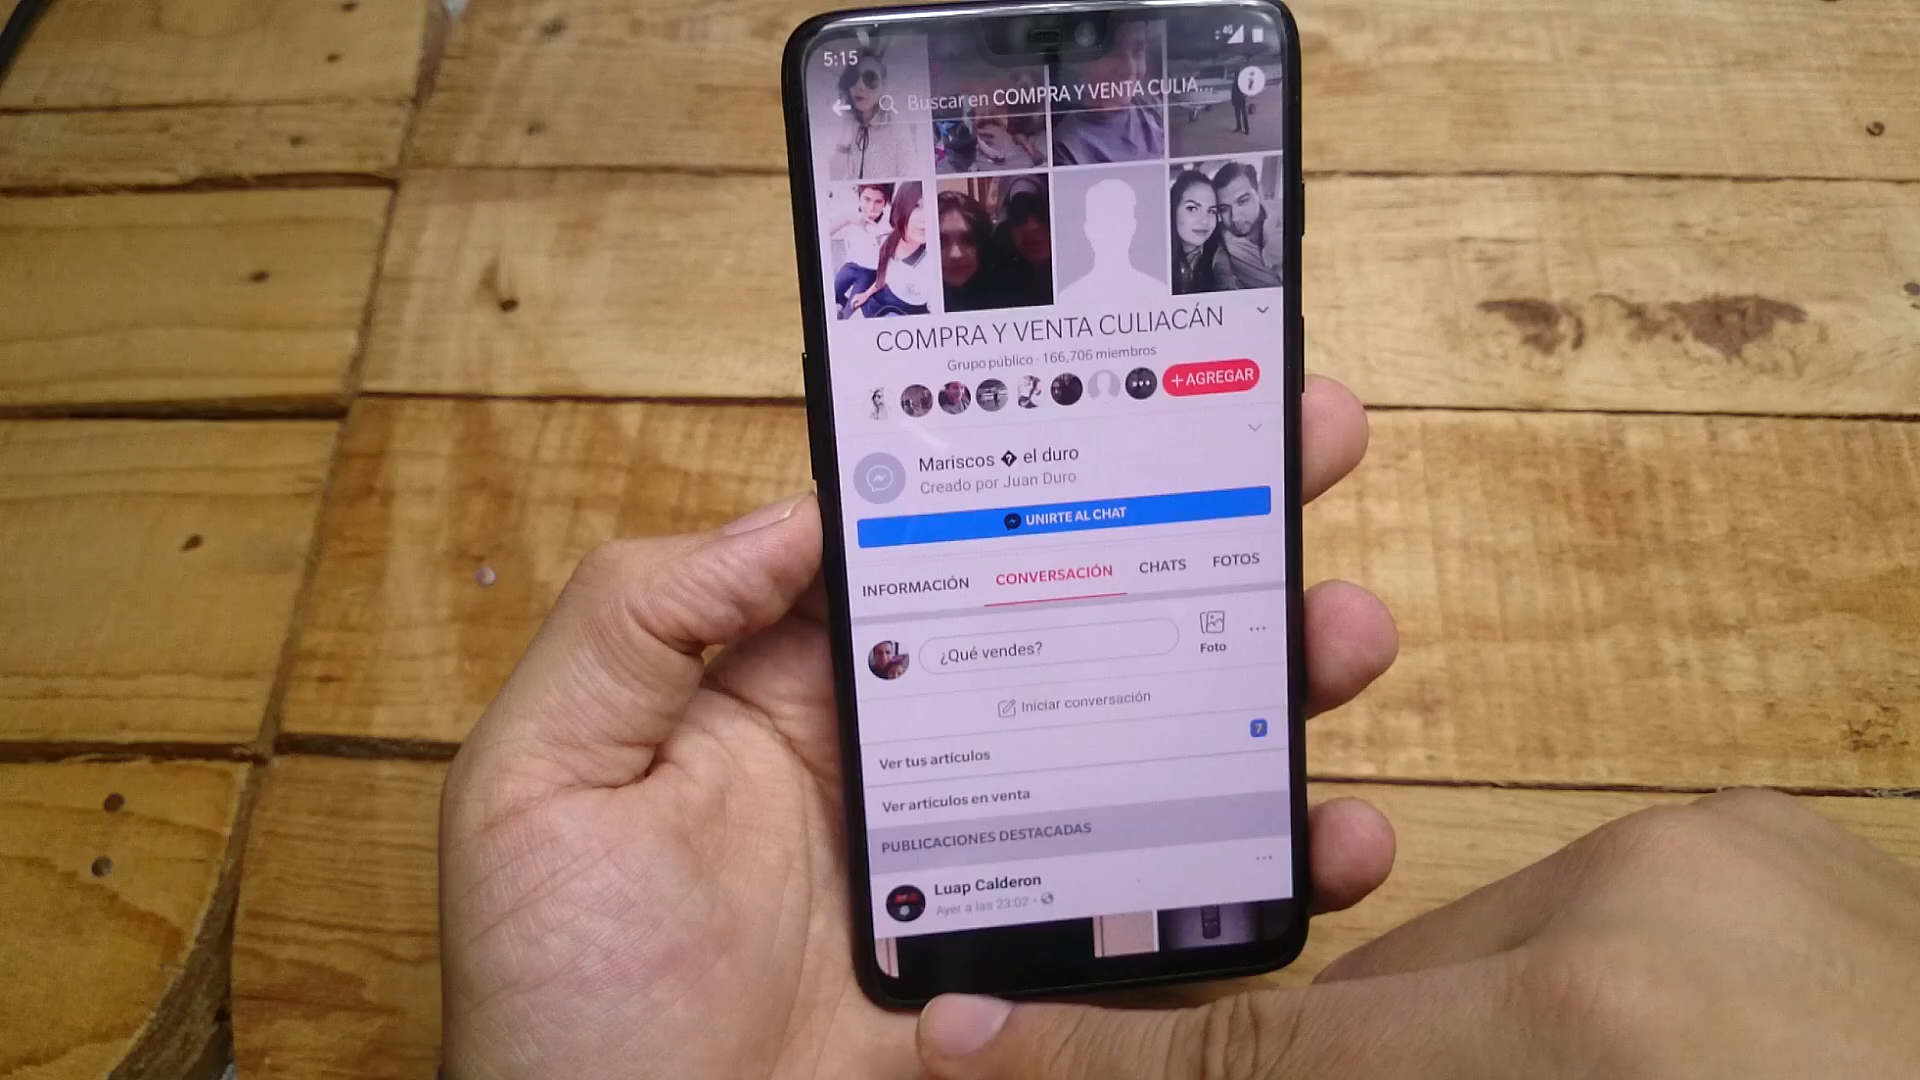 5:15
4G
Buscar en COMPRA Y VENTA CULIA...
COMPRA Y VENTA CULIACÁN
Grupo público · 166,706 miembros
+ AGREGAR
Mariscos � el duro
Creado por Juan Duro
UNIRTE AL CHAT
INFORMACIÓN CONVERSACIÓN CHATS FOTOS
¿Qué vendes?
Foto
Iniciar conversación
Ver tus artículos 7
Ver artículos en venta
PUBLICACIONES DESTACADAS
Luap Calderon
Ayer a las 23:02 ·